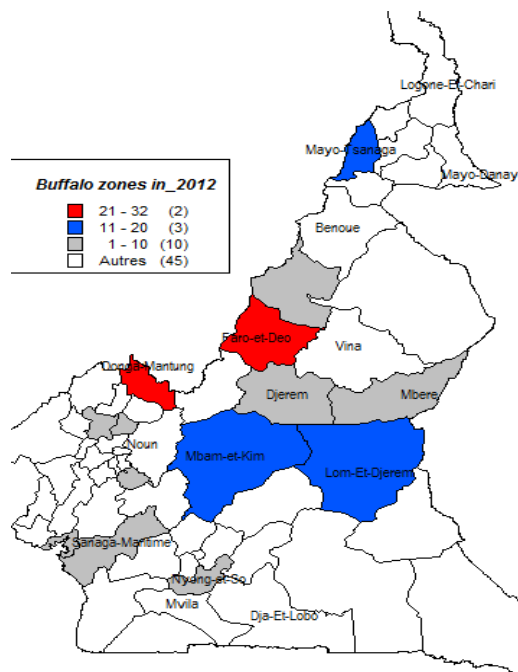 Logone-Et-Chari
Mayo-Tsanaga
Mayo-Danay
Buffalo zones in_2012
21 - 32 (2)
11 - 20 (3)
1 - 10 (10)
Autres (45)
Benoue
Faro-et-Deo
Vina
Donga-Mantung
Djerem
Mbere
Noun
Mbam-et-Kim
Lom-Et-Djerem
Sanaga-Maritime
Nyong-et-So
Mvila
Dja-Et-Lobo